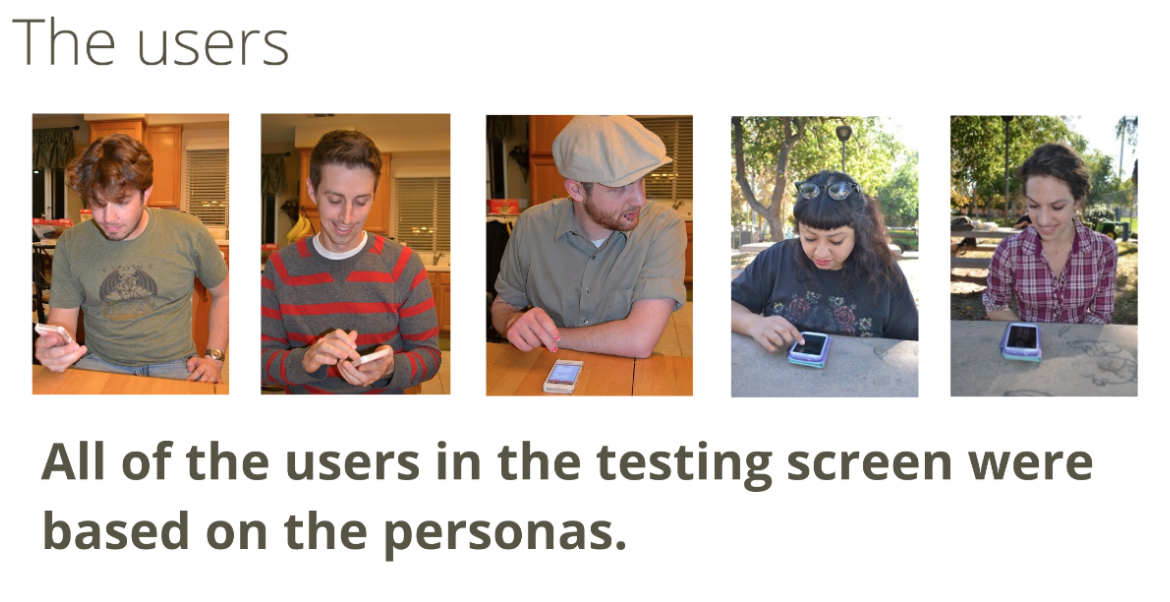 The users
All of the users in the testing screen were
based on the personas.